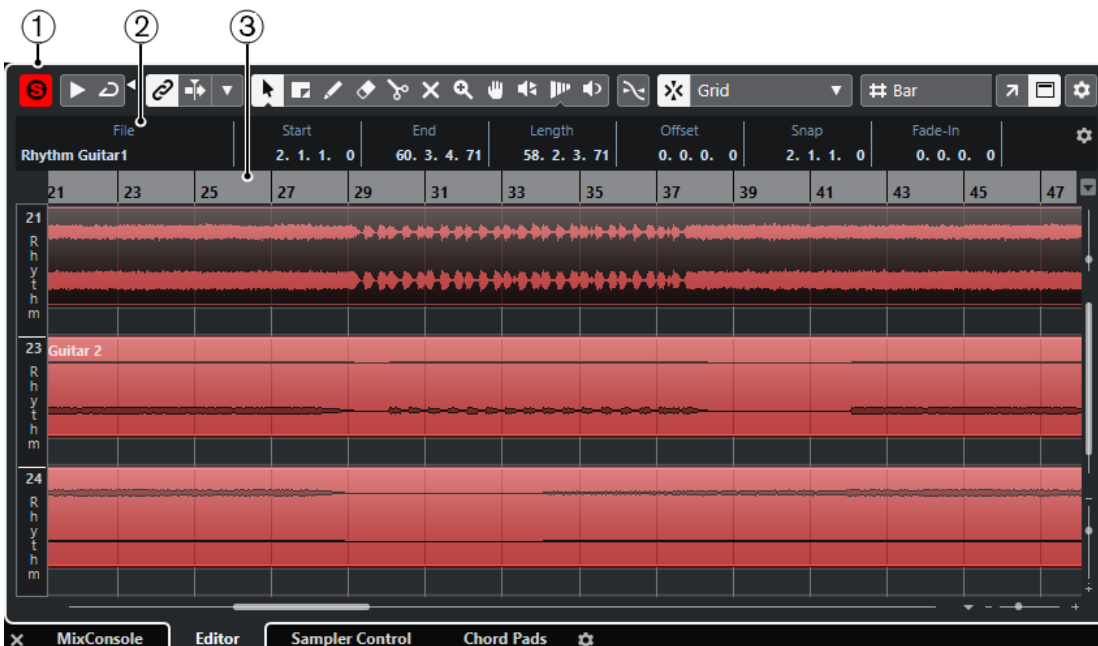 1 2 3
S Grid Bar
File Start End Length Offset Snap Fade-In
Rhythm Guitar1 2. 1. 1. 0 60. 3. 4. 71 58. 2. 3. 71 0. 0. 0. 0 2. 1. 1. 0 0. 0. 0. 0
21 23 25 27 29 31 33 35 37 39 41 43 45 47
21
R
h
y
t
h
m
23 Guitar 2
R
h
y
t
h
m
24
R
h
y
t
h
m
MixConsole Editor Sampler Control Chord Pads